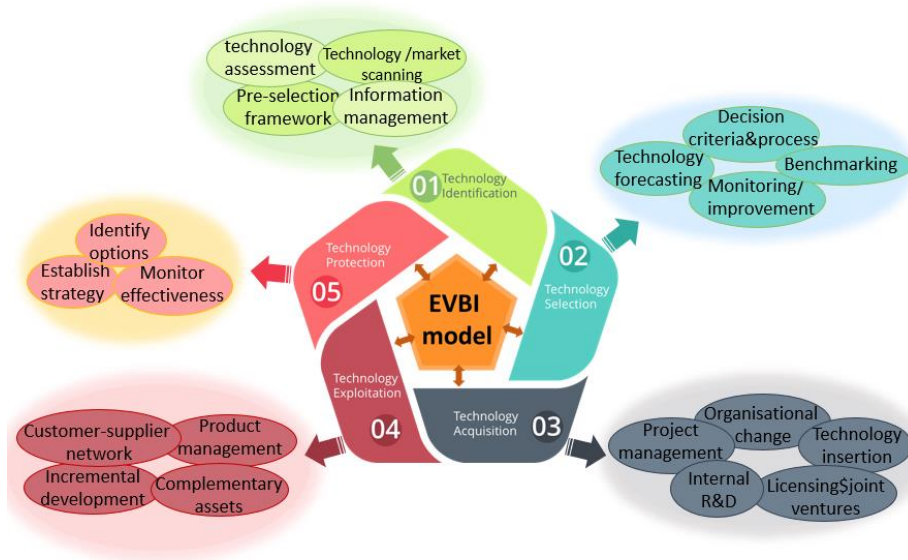 technology
assessment
Technology /market
scanning
Pre-selection
framework
Information
management
01
Technology
Identification
Decision
criteria&process
Technology
forecasting
Benchmarking
Monitoring/
improvement
02
Technology
Selection
Identify
options
Establish
strategy
Monitor
effectiveness
Technology
Protection
05
EVBI
model
Technology
Exploitation
04
Technology
Acquisition
03
Customer-supplier
network
Product
management
Incremental
development
Complementary
assets
Organisational
change
Project
management
Technology
insertion
Internal
R&D
Licensing$joint
ventures